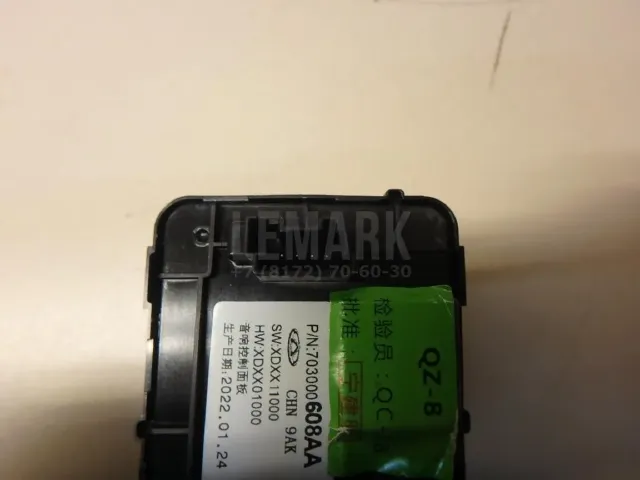 LEMARK
+7 (8172) 70-60-30
P/N:703000608AA
CHN 9AK
SW:XDXX11000
HW:XDXX01000
音响控制面板
生产日期:2022.01.24
QZ-8
检验员:QC
批准: